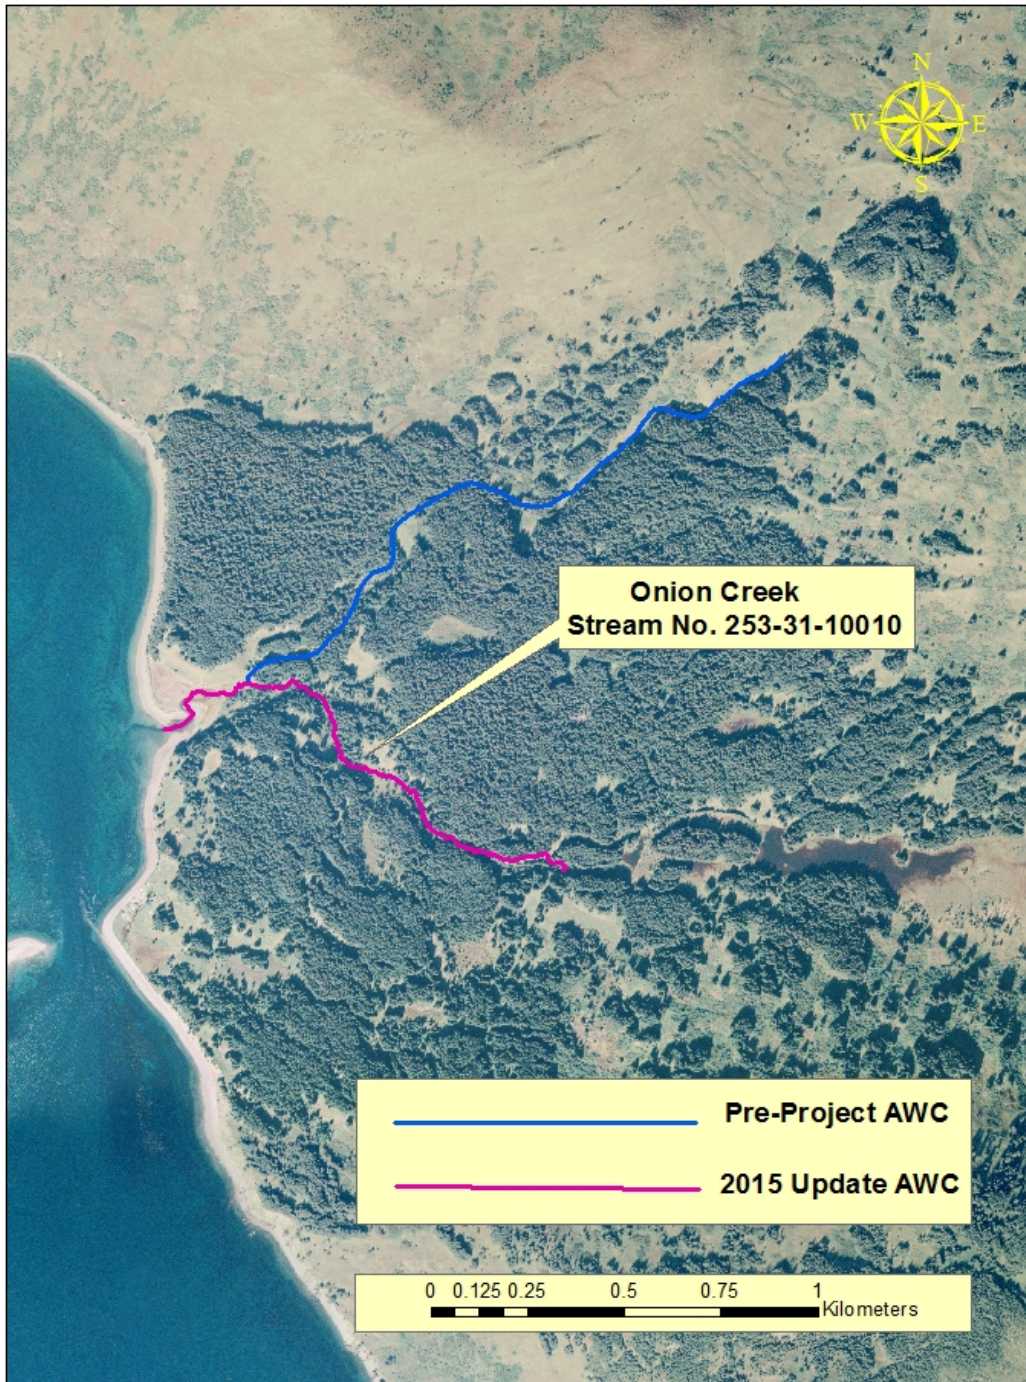 N
W E
S
Onion Creek
Stream No. 253-31-10010
Pre-Project AWC
2015 Update AWC
0 0.125 0.25 0.5 0.75 1
Kilometers